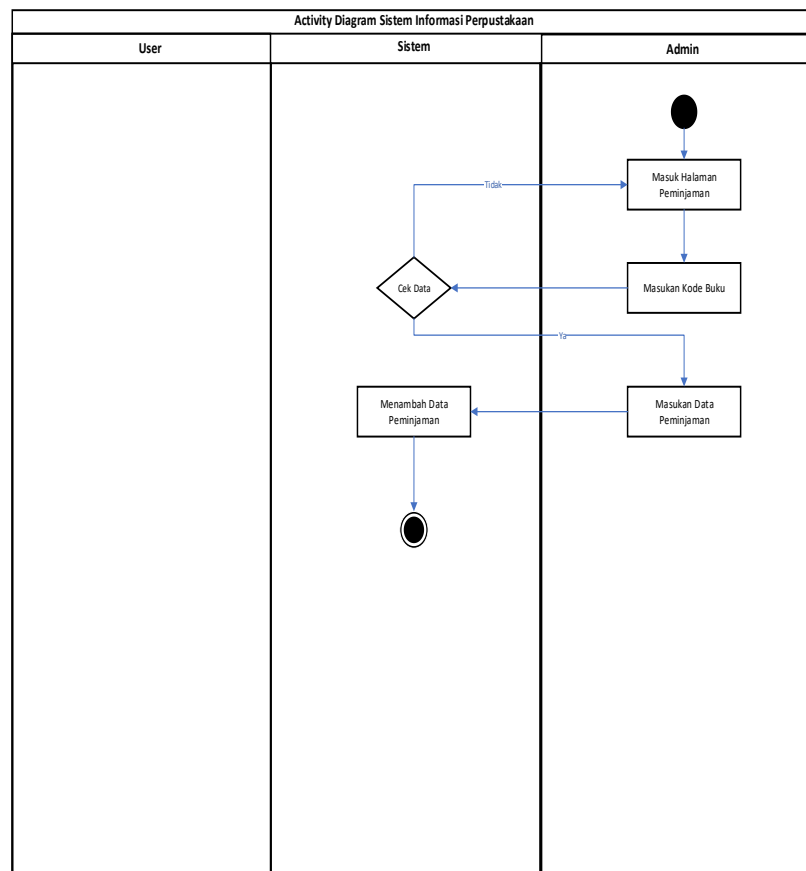 Activity Diagram Sistem Informasi Perpustakaan
User
Sistem
Admin
Masuk Halaman
Peminjaman
Tidak
Cek Data
Masukan Kode Buku
Ya
Menambah Data
Peminjaman
Masukan Data
Peminjaman